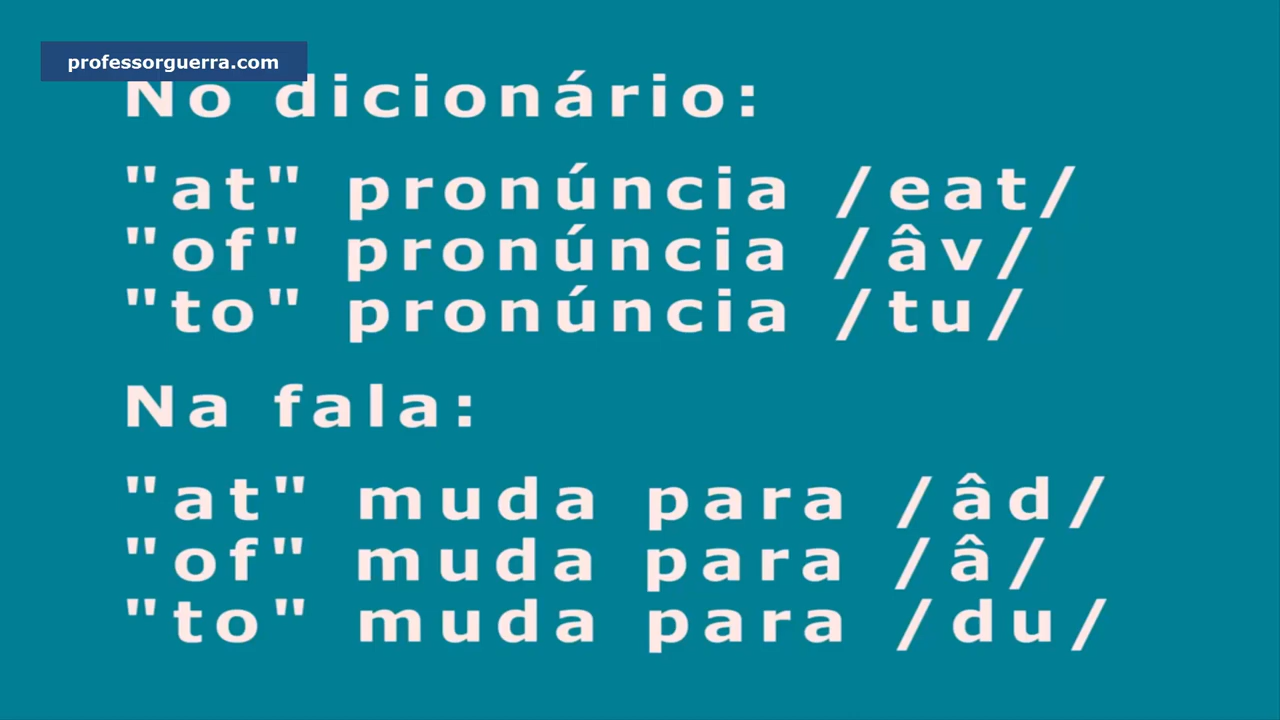 professorguerra.com
No dicionário:
"at" pronúncia /eat/
"of" pronúncia /âv/
"to" pronúncia /tu/
Na fala:
"at" muda para /âd/
"of" muda para /â/
"to" muda para /du/